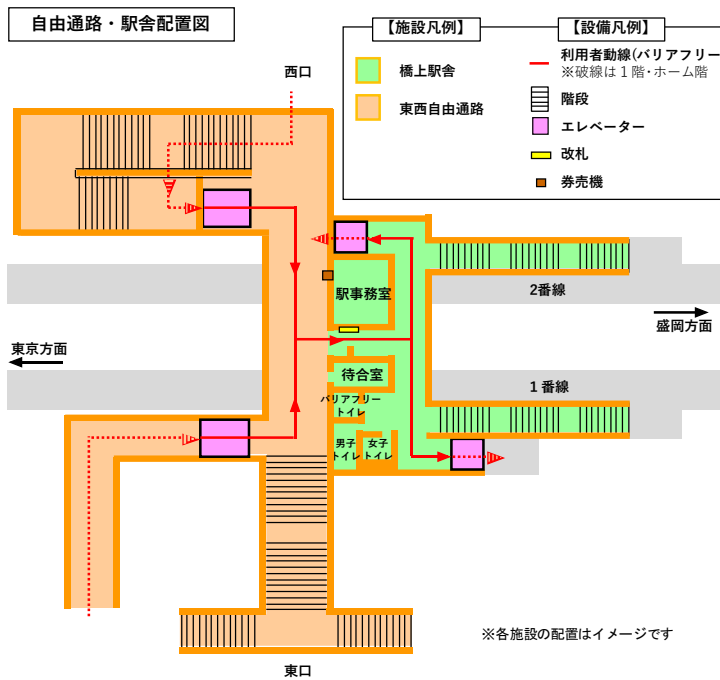 自由通路・駅舎配置図
【施設凡例】
橋上駅舎
東西自由通路
【設備凡例】
利用者動線(バリアフリー
※破線は１階・ホーム階
階段
エレベーター
改札
券売機
西口
駅事務室
2番線
盛岡方面
東京方面
待合室
1番線
バリアフリー
トイレ
男子
トイレ
女子
トイレ
※各施設の配置はイメージです
東口